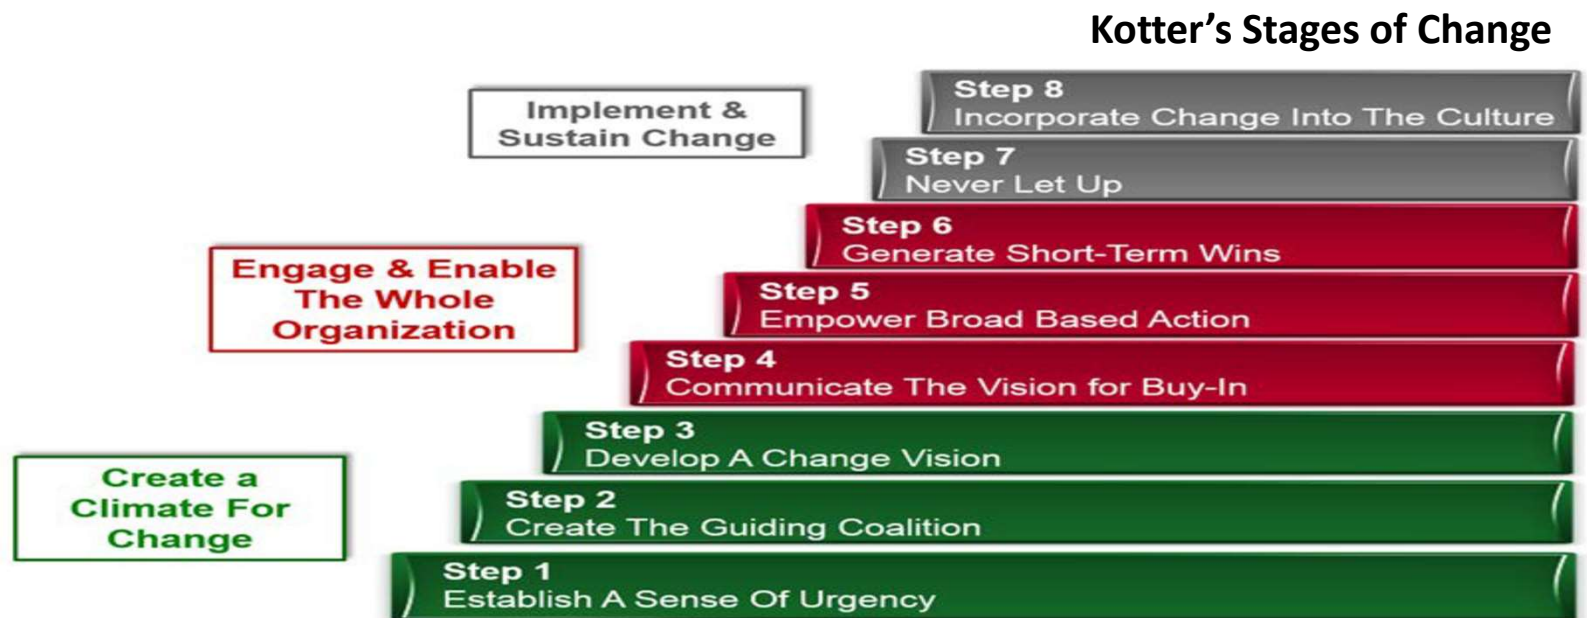 Kotter’s Stages of Change
Implement &
Sustain Change
Step 8
Incorporate Change Into The Culture
Step 7
Never Let Up
Engage & Enable
The Whole
Organization
Step 6
Generate Short-Term Wins
Step 5
Empower Broad Based Action
Step 4
Communicate The Vision for Buy-In
Create a
Climate For
Change
Step 3
Develop A Change Vision
Step 2
Create The Guiding Coalition
Step 1
Establish A Sense Of Urgency